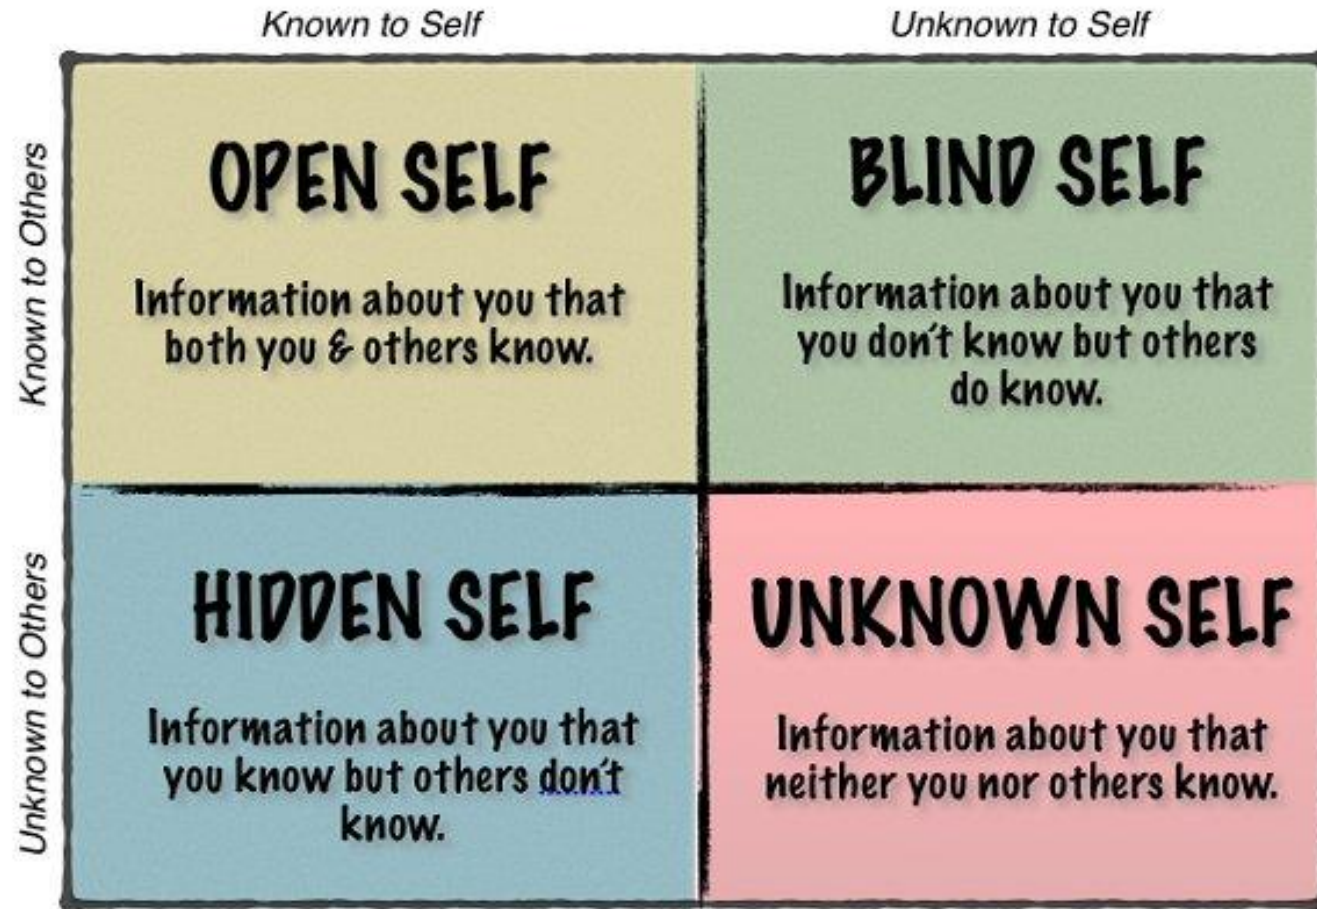 Known to Self
Unknown to Self
Known to Others
OPEN SELF
Information about you that
both you & others know.
BLIND SELF
Information about you that
you don't know but others
do know.
Unknown to Others
HIDDEN SELF
Information about you that
you know but others don't
know.
UNKNOWN SELF
Information about you that
neither you nor others know.